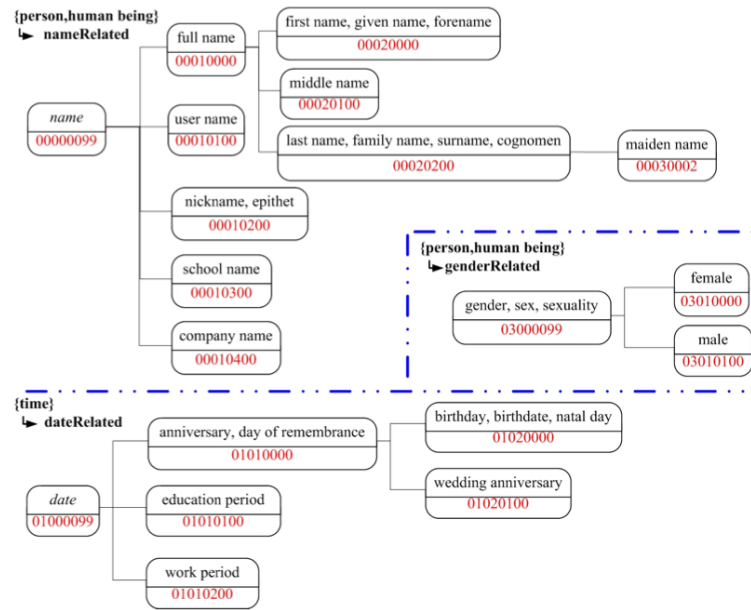 {person,human being}
nameRelated
name
00000099
full name
00010000
first name, given name, forename
00020000
middle name
00020100
user name
00010100
last name, family name, surname, cognomen
00020200
maiden name
00030002
nickname, epithet
00010200
school name
00010300
company name
00010400
{person,human being}
genderRelated
gender, sex, sexuality
03000099
female
03010000
male
03010100
{time}
dateRelated
date
01000099
anniversary, day of remembrance
01010000
birthday, birthdate, natal day
01020000
wedding anniversary
01020100
education period
01010100
work period
01010200